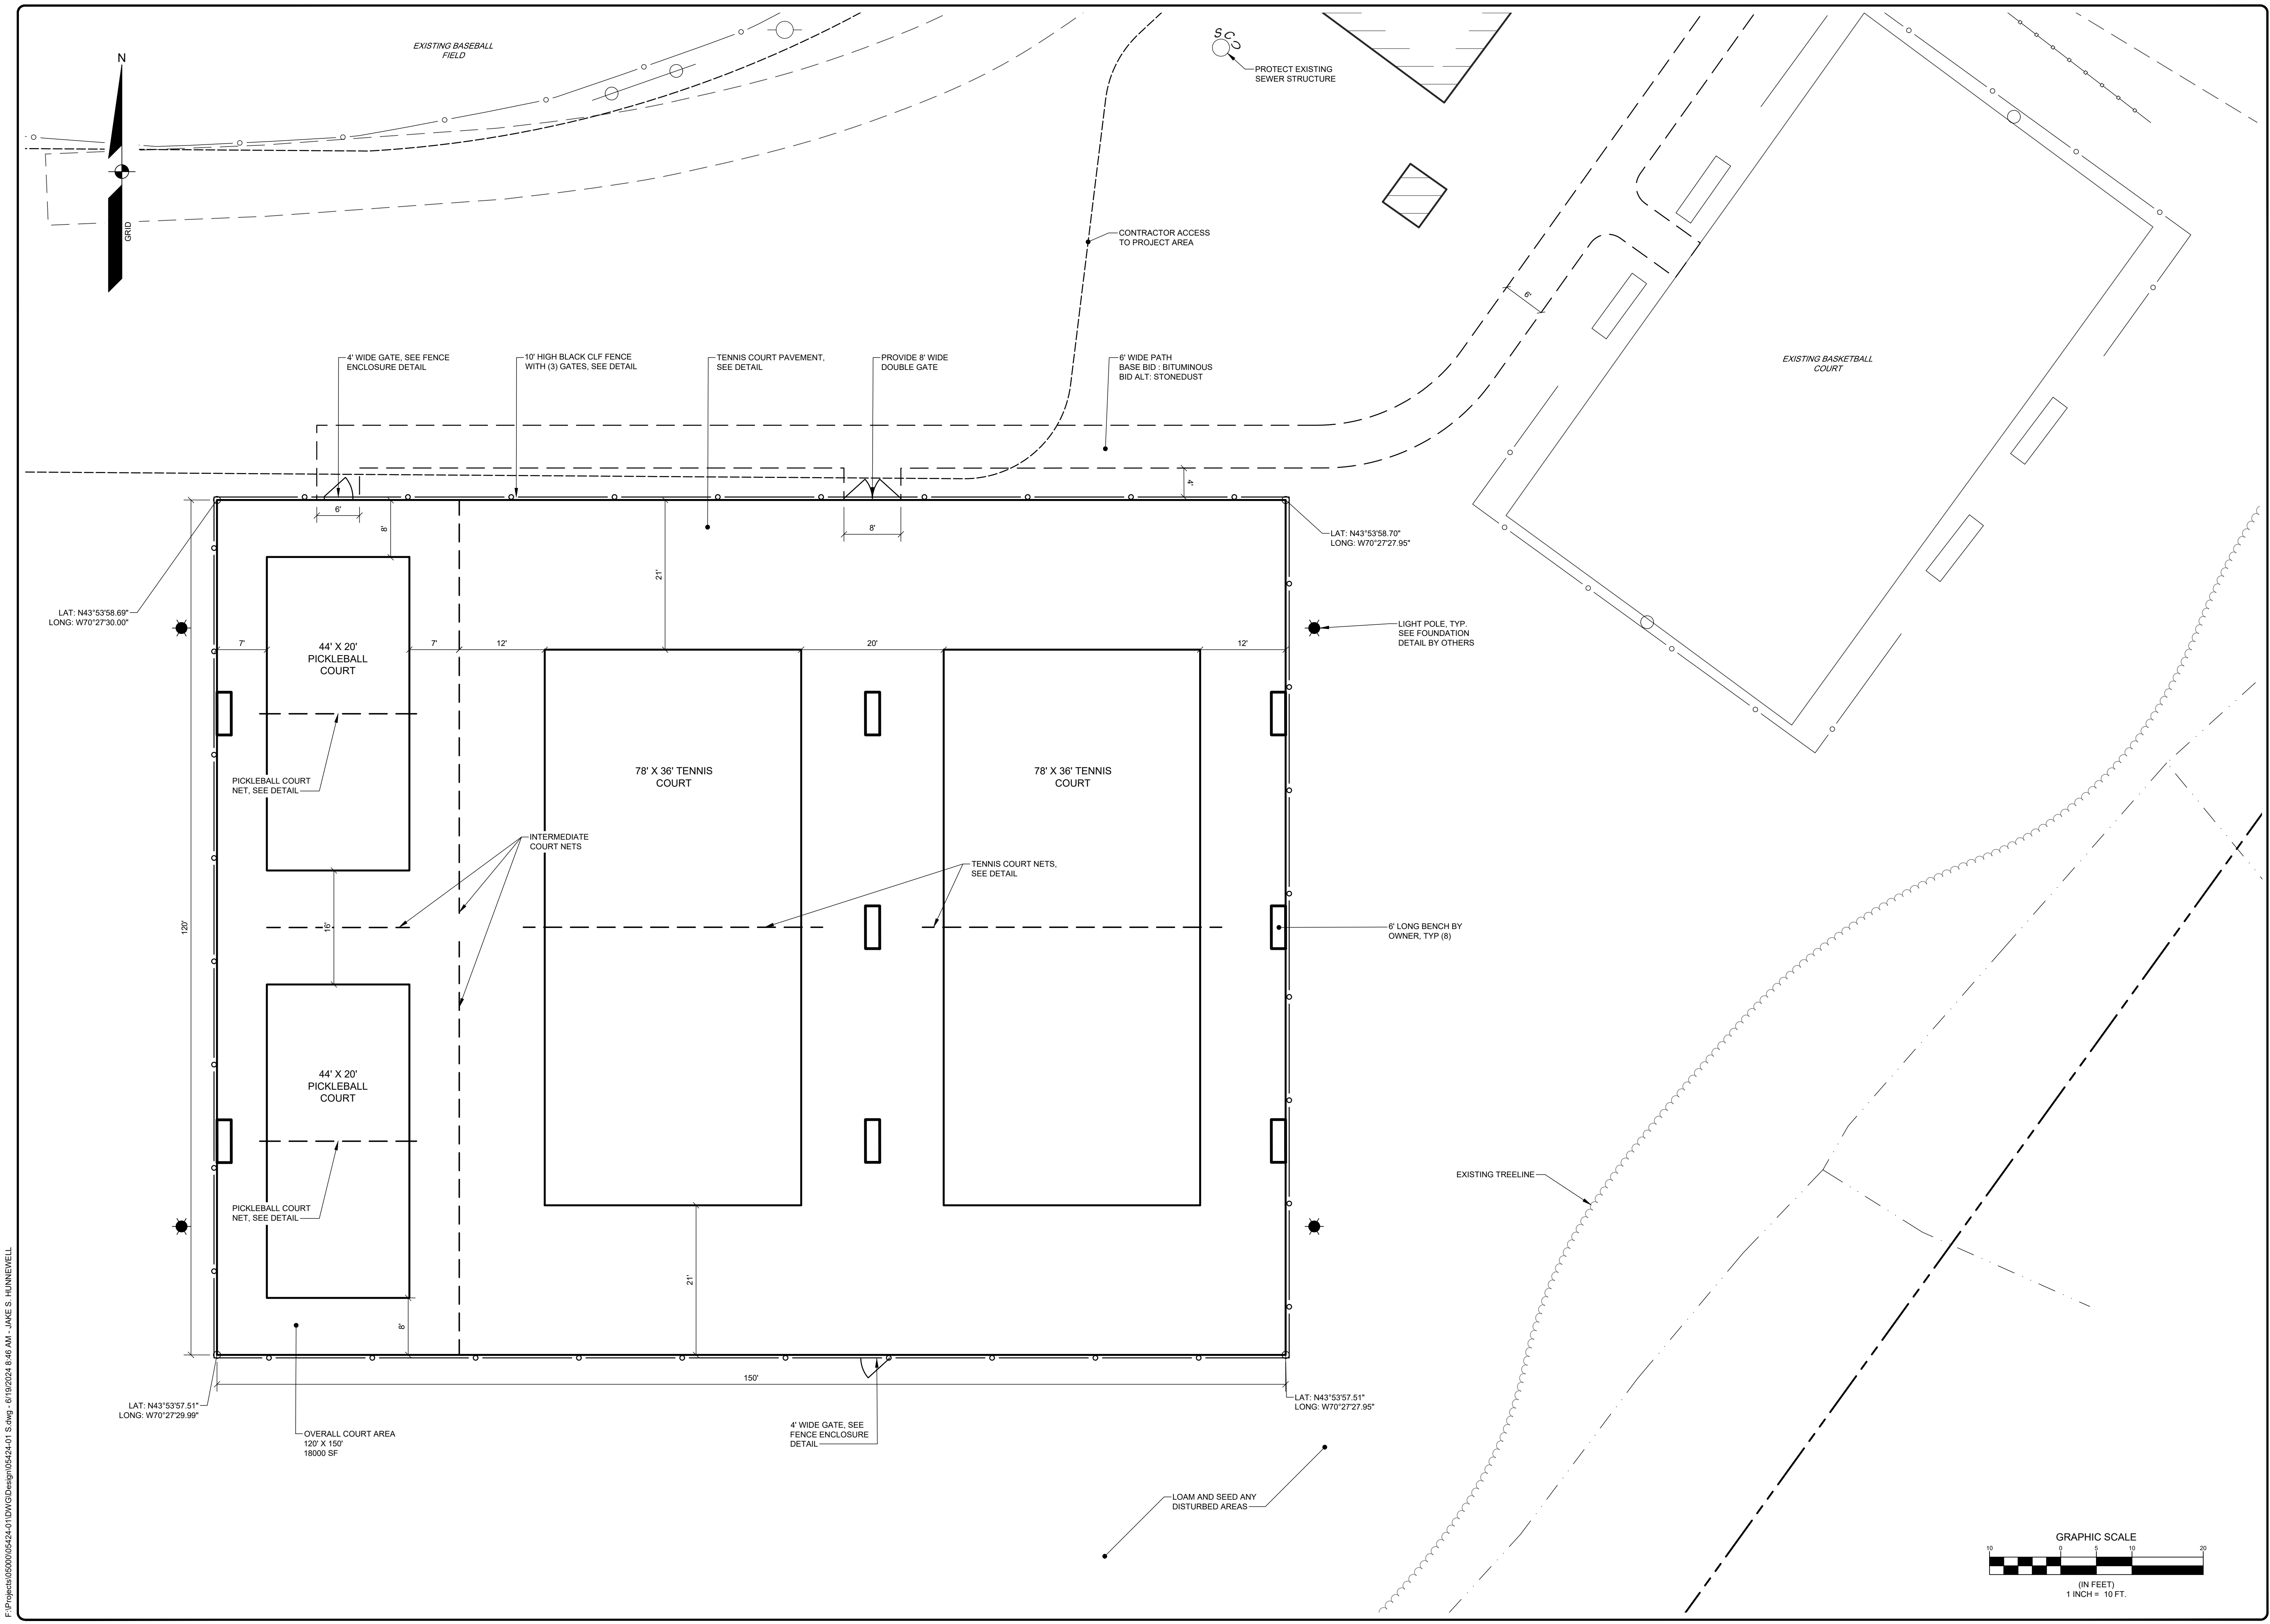 EXISTING BASEBALL
FIELD
N
GRID
SCO
PROTECT EXISTING
SEWER STRUCTURE
CONTRACTOR ACCESS
TO PROJECT AREA
6'
4' WIDE GATE, SEE FENCE
ENCLOSURE DETAIL
10' HIGH BLACK CLF FENCE
WITH (3) GATES, SEE DETAIL
TENNIS COURT PAVEMENT,
SEE DETAIL
PROVIDE 8' WIDE
DOUBLE GATE
6' WIDE PATH
BASE BID : BITUMINOUS
BID ALT: STONEDUST
EXISTING BASKETBALL
COURT
4'
6'
8'
8'
LAT: N43°53'58.70"
LONG: W70°27'27.95"
21'
LAT: N43°53'58.69"
LONG: W70°27'30.00"
LIGHT POLE, TYP.
SEE FOUNDATION
DETAIL BY OTHERS
7'
7'
12'
20'
12'
44' X 20'
PICKLEBALL
COURT
78' X 36' TENNIS
COURT
78' X 36' TENNIS
COURT
PICKLEBALL COURT
NET, SEE DETAIL
INTERMEDIATE
COURT NETS
TENNIS COURT NETS,
SEE DETAIL
120'
16'
6' LONG BENCH BY
OWNER, TYP (8)
44' X 20'
PICKLEBALL
COURT
EXISTING TREELINE
PICKLEBALL COURT
NET, SEE DETAIL
21'
8'
150'
LAT: N43°53'57.51"
LONG: W70°27'29.99"
LAT: N43°53'57.51"
LONG: W70°27'27.95"
OVERALL COURT AREA
120' X 150'
18000 SF
4' WIDE GATE, SEE
FENCE ENCLOSURE
DETAIL
LOAM AND SEED ANY
DISTURBED AREAS
GRAPHIC SCALE
10 0 5 10 20
(IN FEET)
1 INCH = 10 FT.
F:\Projects\05000\05424-01\DWG\Design\05424-01 S.dwg - 6/19/2024 8:46 AM - JAKE S. HUNNEWELL